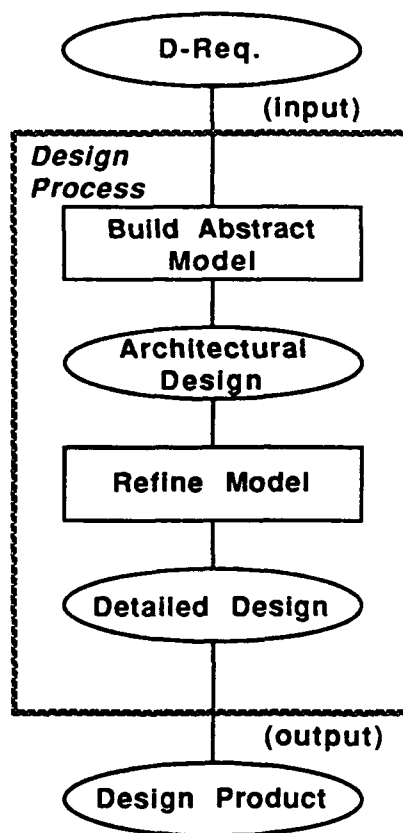 D-Req.
(input)
Design
Process
Build Abstract
Model
Architectural
Design
Refine Model
Detailed Design
(output)
Design Product